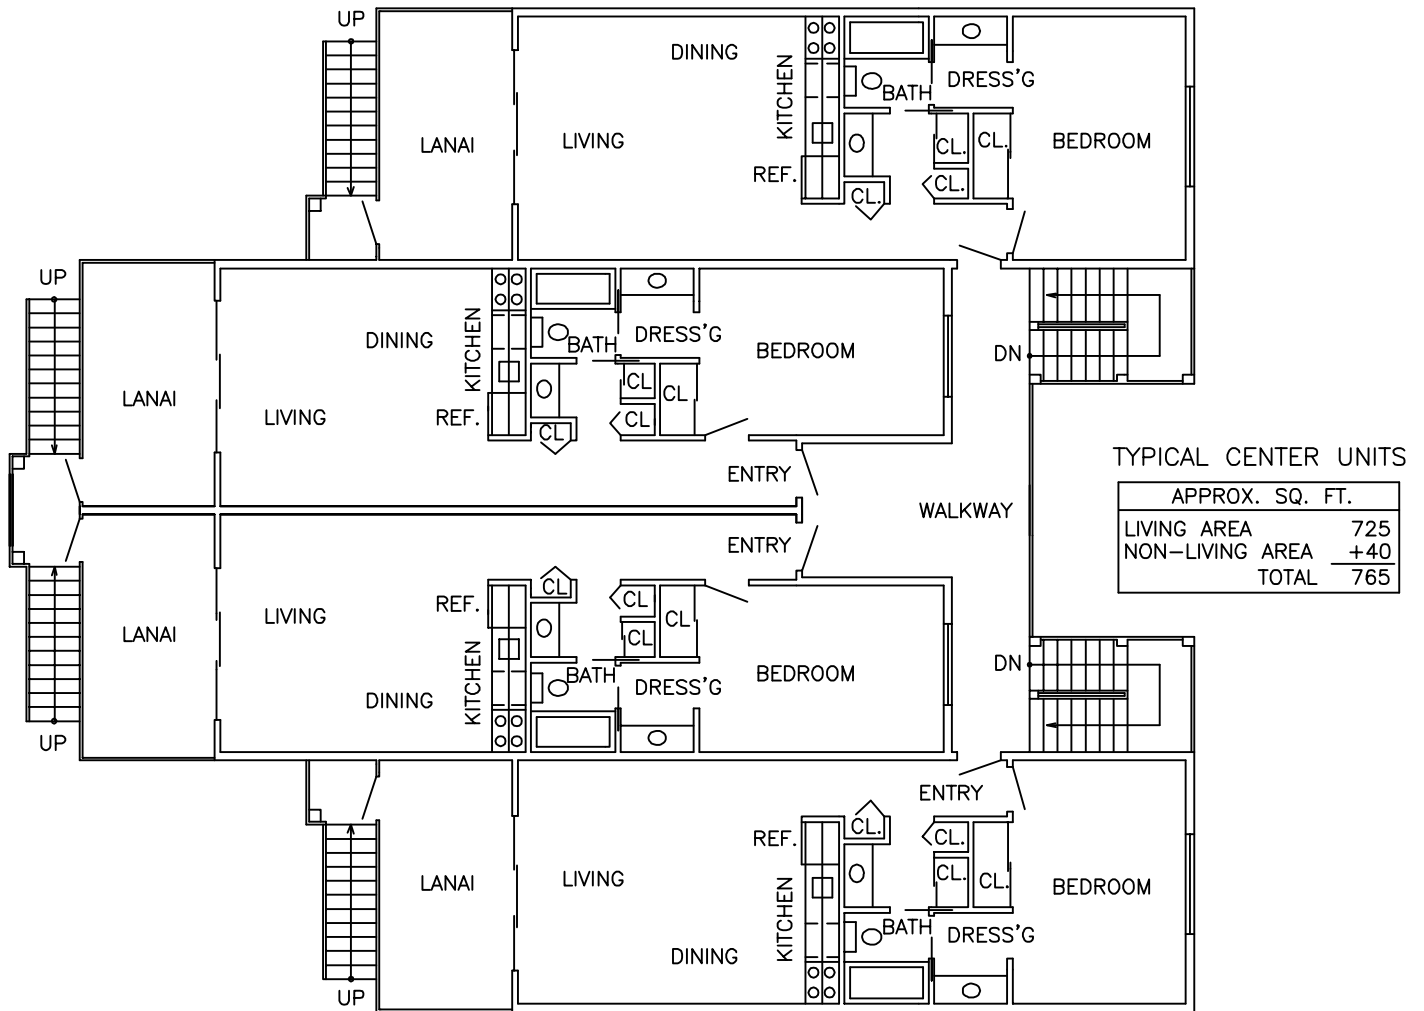 UP
DINING
KITCHEN
DRESS'G
BATH
LANAI
LIVING
CL.
CL.
BEDROOM
REF.
CL.
CL.
UP
DINING
KITCHEN
DRESS'G
BATH
BEDROOM
DN
CL
CL
LANAI
LIVING
REF.
CL
CL
ENTRY
TYPICAL CENTER UNITS
APPROX. SQ. FT.
LIVING AREA 725
NON-LIVING AREA +40
TOTAL 765
WALKWAY
ENTRY
CL
CL
REF.
LIVING
LANAI
CL
CL
KITCHEN
BATH
BEDROOM
DN
DRESS'G
DINING
UP
ENTRY
REF.
CL.
CL.
LANAI
LIVING
KITCHEN
CL.
CL.
BEDROOM
BATH
DRESS'G
DINING
UP